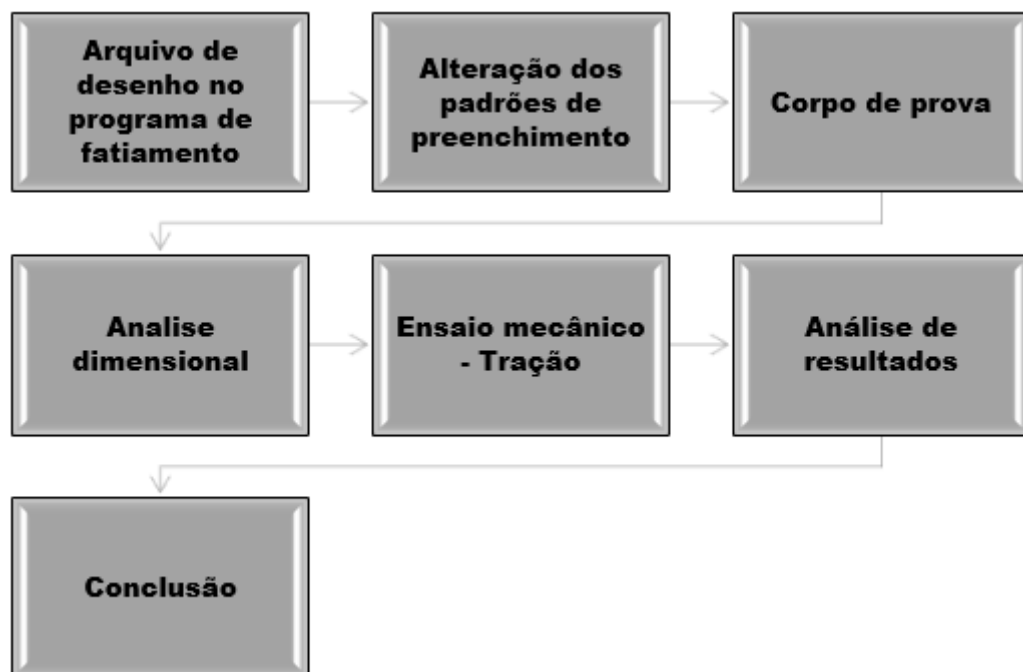 Arquivo de
desenho no
programa de
fatiamento
Alteração dos
padrões de
preenchimento
Corpo de prova
Analise
dimensional
Ensaio mecânico
- Tração
Análise de
resultados
Conclusão